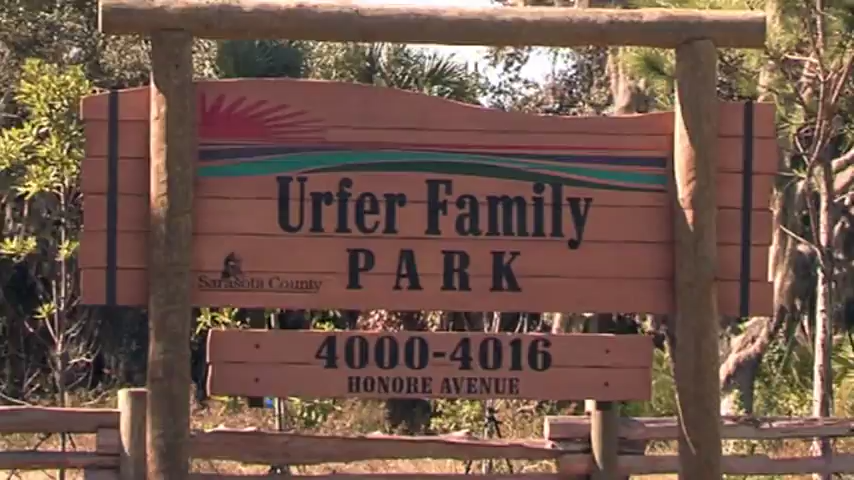 Urfer Family
PARK
Sarasota County
4000-4016
HONORE AVENUE